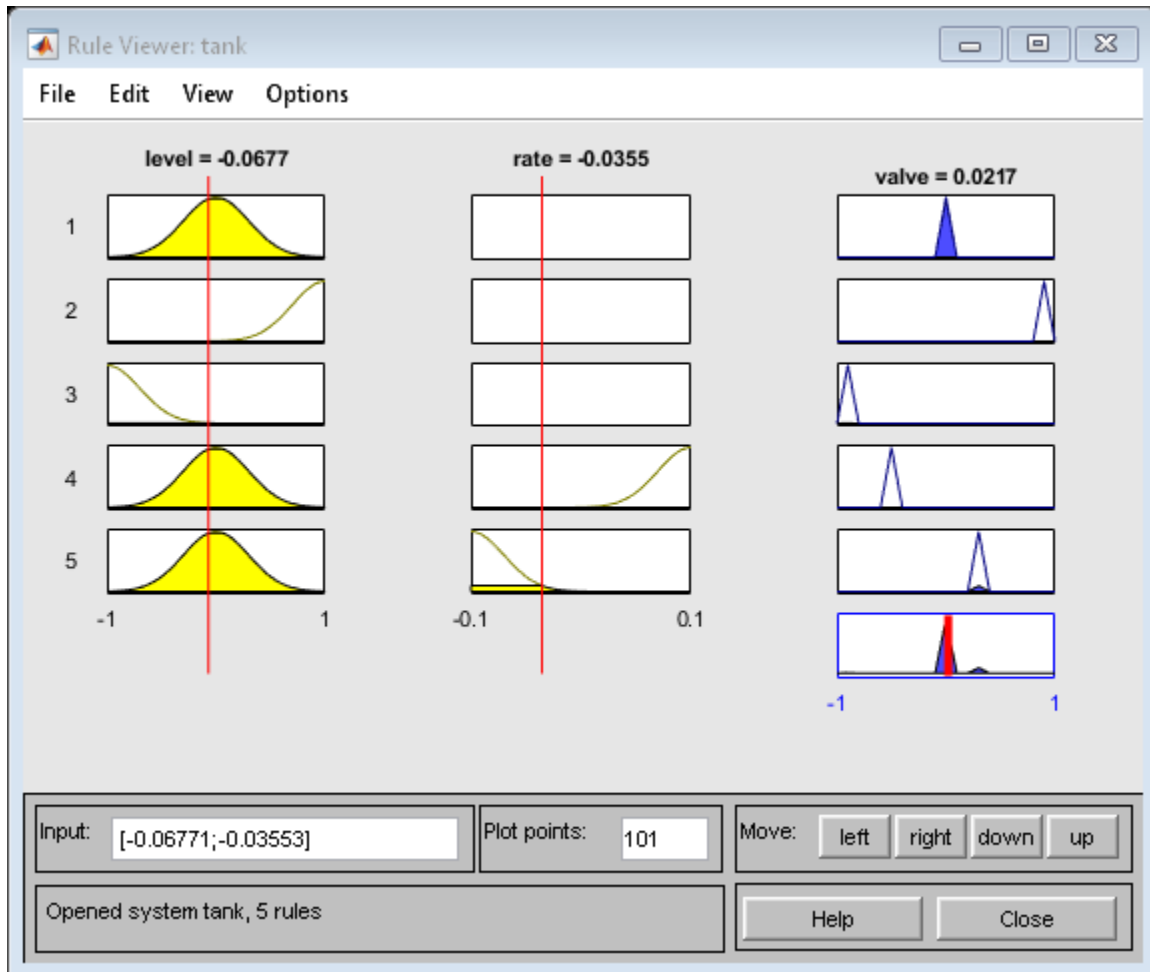 Rule Viewer: tank
File Edit View Options
level = -0.0677
rate = -0.0355
valve = 0.0217
1
2
3
4
5
-1 1
-0.1 0.1
-1 1
Input: [-0.06771;-0.03553]
Plot points: 101
Move: left right down up
Opened system tank, 5 rules
Help Close